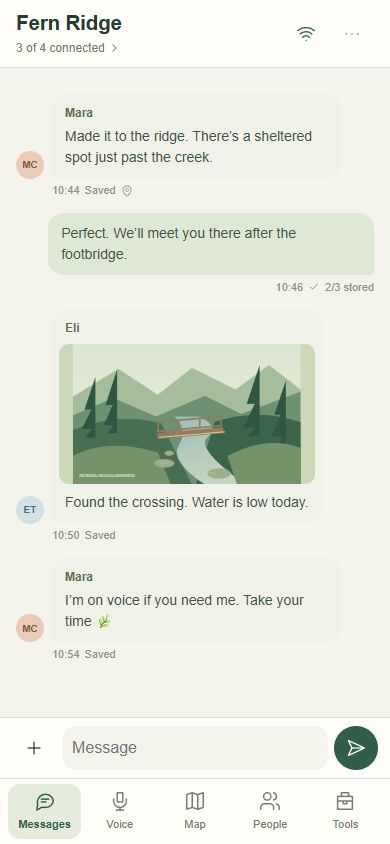 Fern Ridge
3 of 4 connected
Mara
Made it to the ridge. There's a sheltered
spot just past the creek.
MC
10:44 Saved
Perfect. We'll meet you there after the
footbridge.
10:46 2/3 stored
Eli
Found the crossing. Water is low today.
ET
10:50 Saved
Mara
I'm on voice if you need me. Take your
time 🌿
MC
10:54 Saved
Message
Messages
Voice
Map
People
Tools